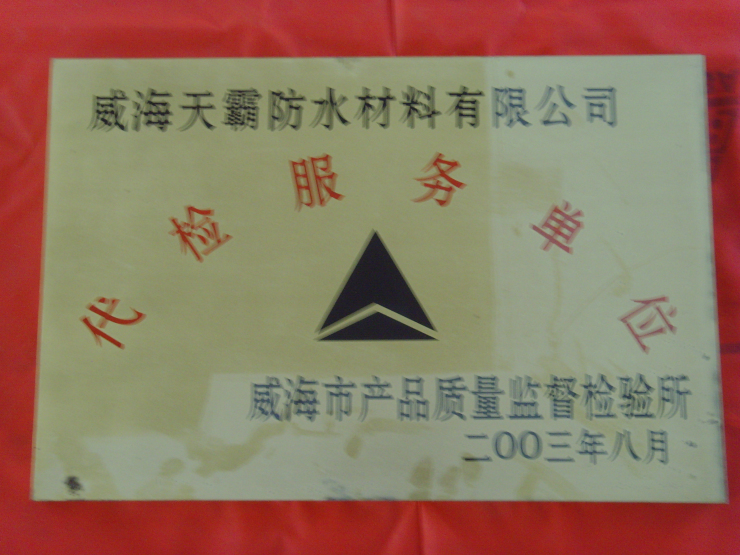 威海天霸防水材料有限公司
代检服务单位
威海市产品质量监督检验所
二00三年八月